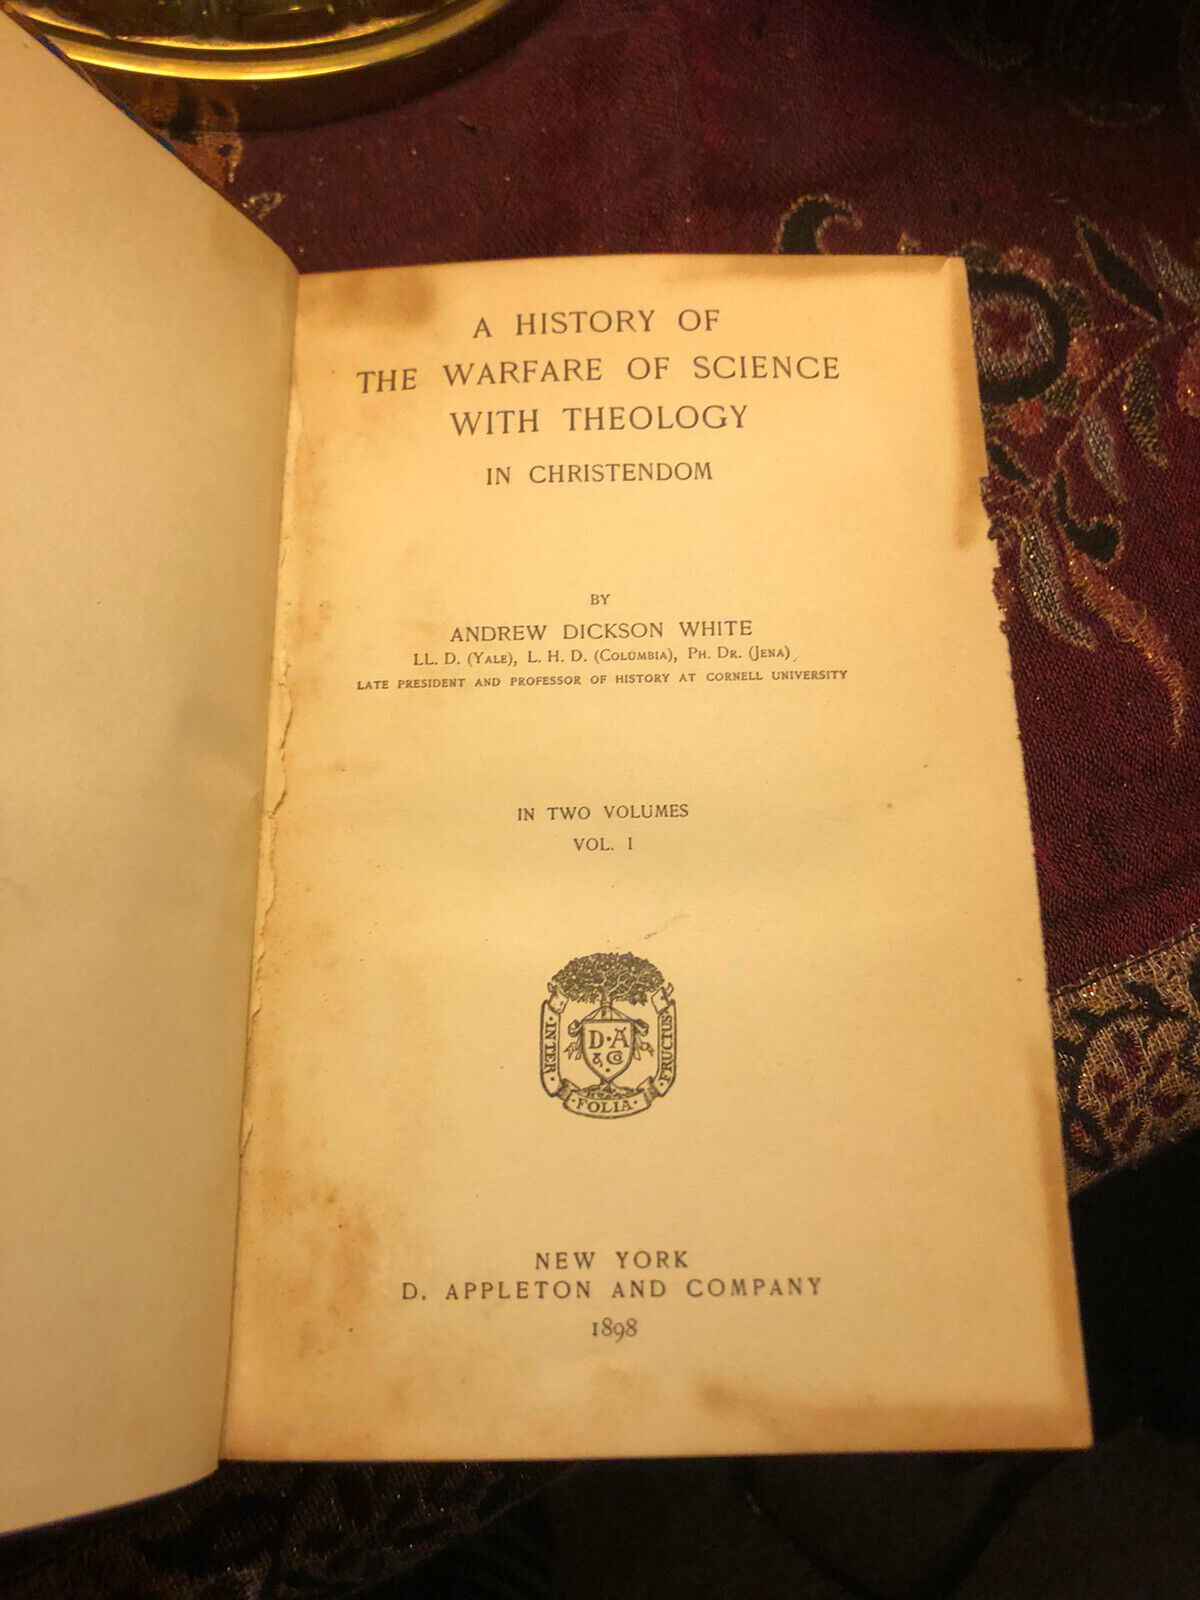 A HISTORY OF
THE WARFARE OF SCIENCE
WITH THEOLOGY
IN CHRISTENDOM
BY
ANDREW DICKSON WHITE
LL. D. (YALE), L. H. D. (COLUMBIA), PH. DR. (JENA)
LATE PRESIDENT AND PROFESSOR OF HISTORY AT CORNELL UNIVERSITY
IN TWO VOLUMES
VOL. I
D·A
& Co
·INTER·
·FOLIA·
FRUCTUS
NEW YORK
D. APPLETON AND COMPANY
1898